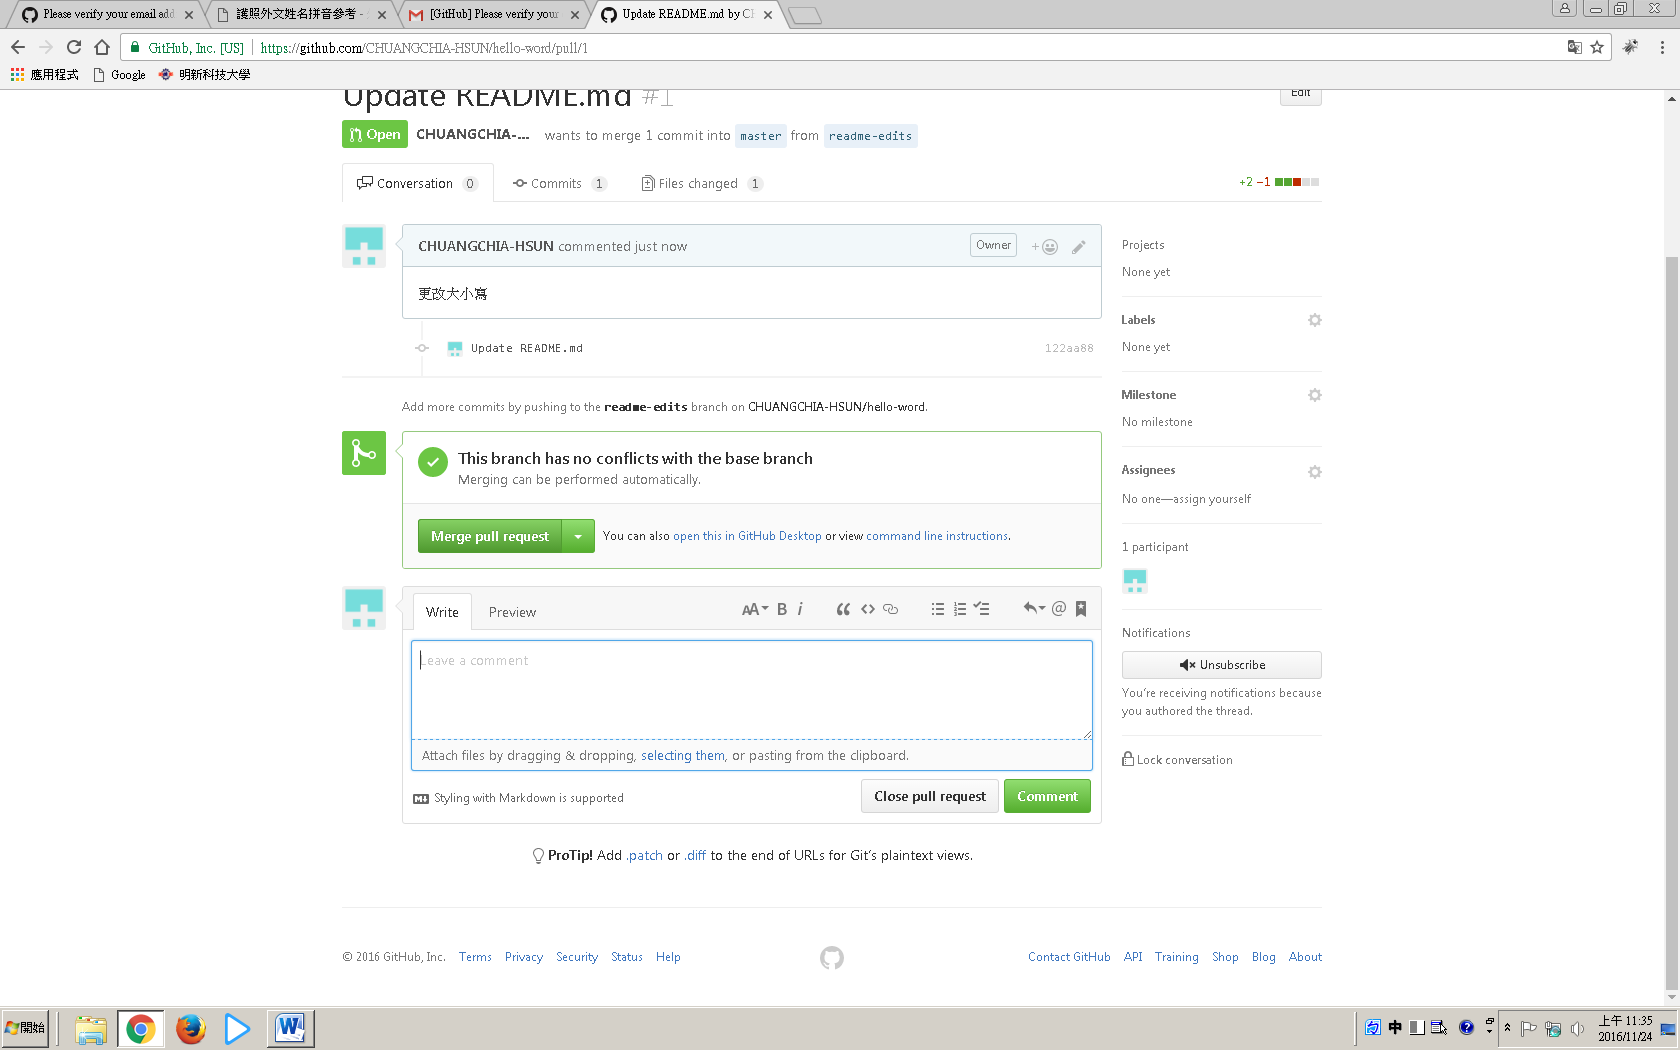 Please verify your email add
護照外文姓名拼音參考 -
[GitHub] Please verify your
Update README.md by CH
GitHub, Inc. [US]
https://github.com/CHUANGCHIA-HSUN/hello-word/pull/1
應用程式
Google
明新科技大學
Update README.md #1
Edit
Open
CHUANGCHIA-... wants to merge 1 commit into master from readme-edits
Conversation 0
Commits 1
Files changed 1
+2 −1
CHUANGCHIA-HSUN commented just now
Owner
更改大小寫
Update README.md
122aa88
Add more commits by pushing to the readme-edits branch on CHUANGCHIA-HSUN/hello-word.
This branch has no conflicts with the base branch
Merging can be performed automatically.
Merge pull request
You can also open this in GitHub Desktop or view command line instructions.
Write
Preview
AA B i
Leave a comment
Attach files by dragging & dropping, selecting them, or pasting from the clipboard.
Styling with Markdown is supported
Close pull request
Comment
ProTip! Add .patch or .diff to the end of URLs for Git's plaintext views.
Projects
None yet
Labels
None yet
Milestone
No milestone
Assignees
No one—assign yourself
1 participant
Notifications
Unsubscribe
You're receiving notifications because
you authored the thread.
Lock conversation
© 2016 GitHub, Inc.
Terms
Privacy
Security
Status
Help
Contact GitHub
API
Training
Shop
Blog
About
開始
中
上午 11:35
2016/11/24